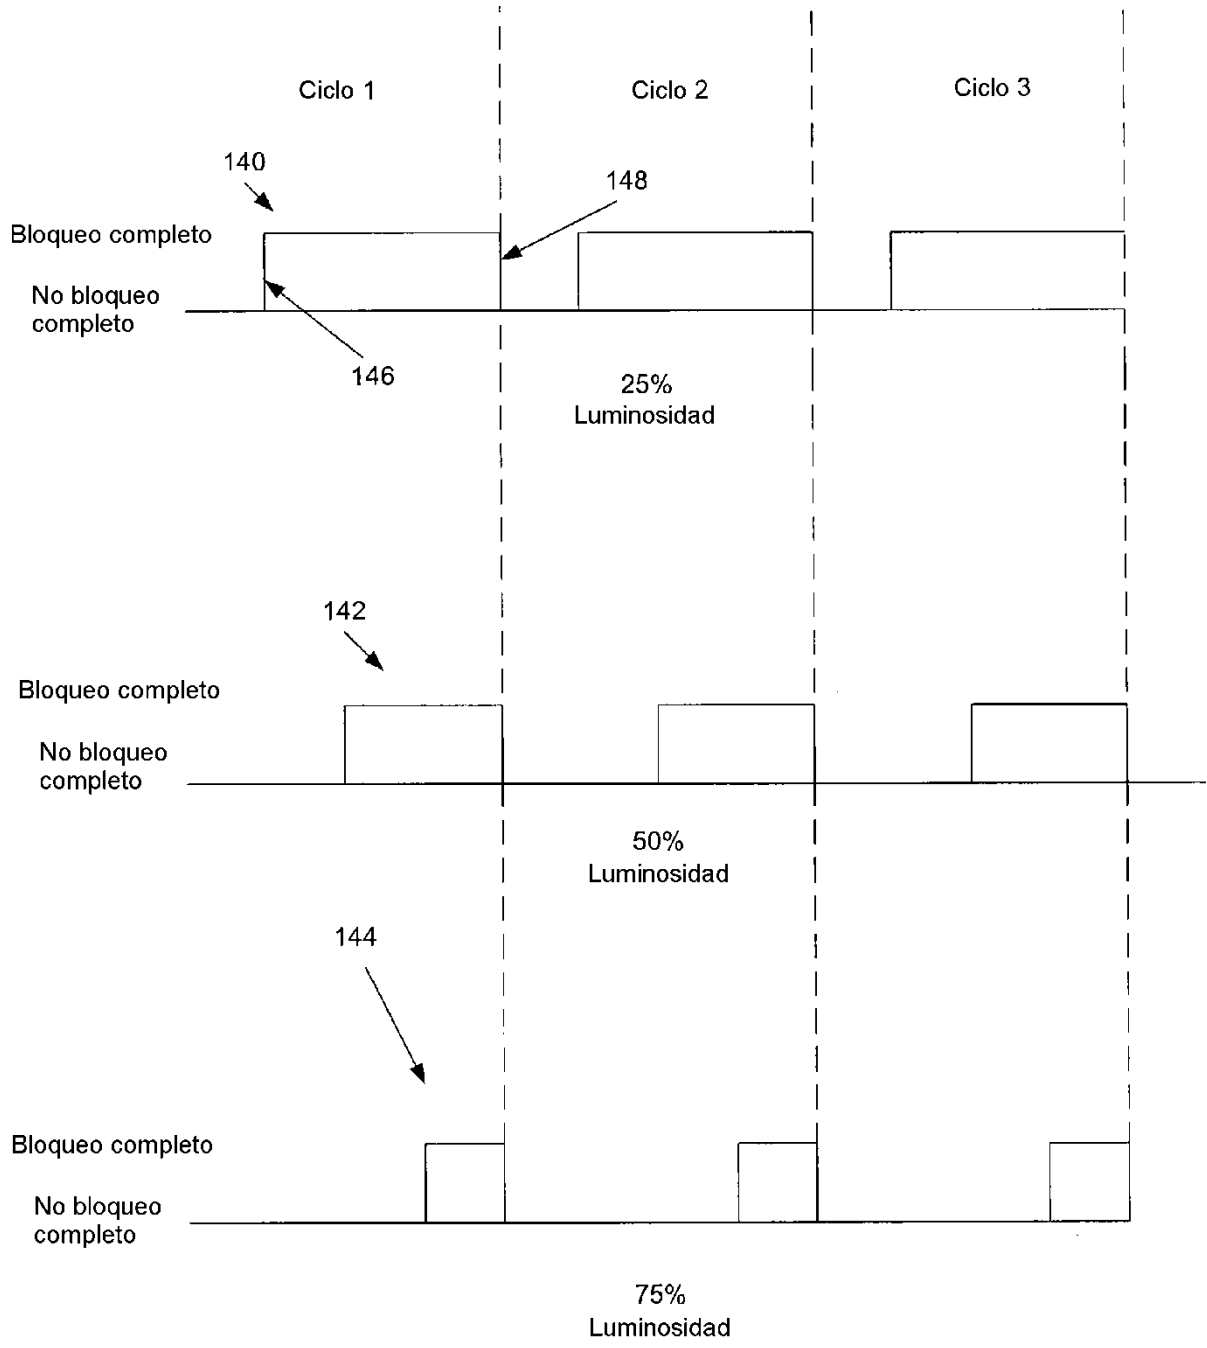 Ciclo 1
Ciclo 2
Ciclo 3
140
148
Bloqueo completo
No bloqueo
completo
146
25%
Luminosidad
142
Bloqueo completo
No bloqueo
completo
50%
Luminosidad
144
Bloqueo completo
No bloqueo
completo
75%
Luminosidad